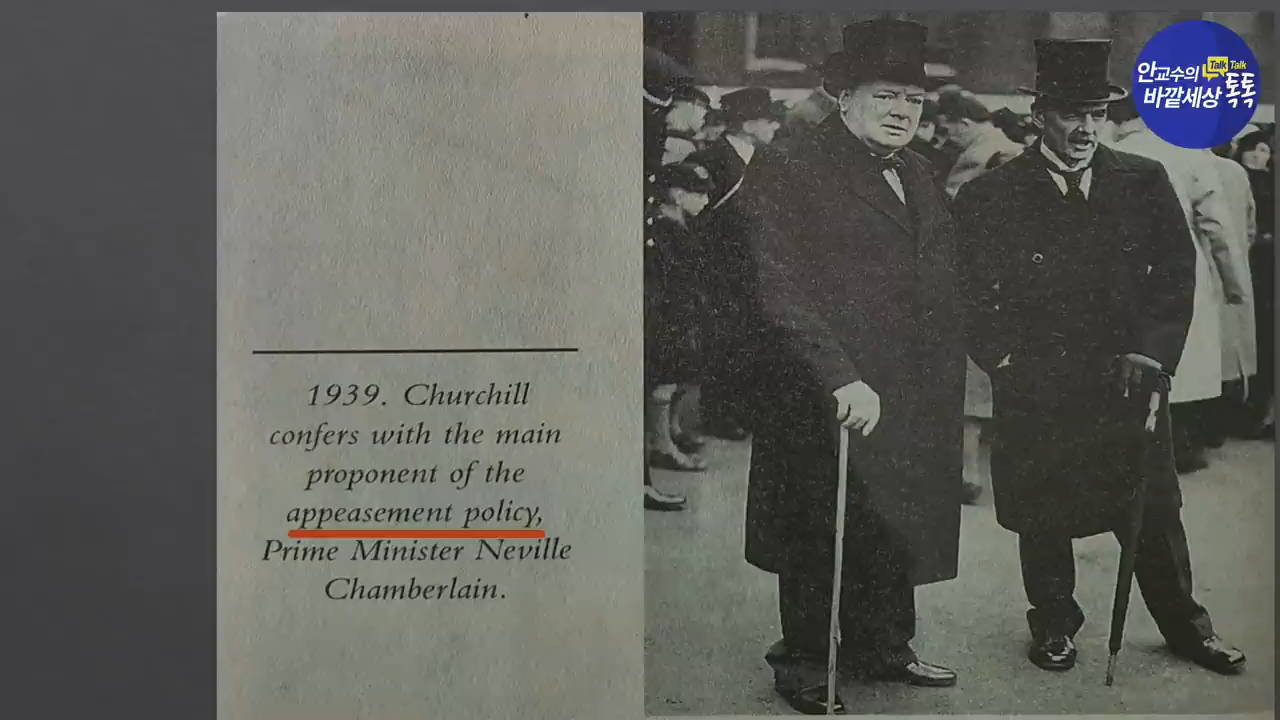 1939. Churchill
confers with the main
proponent of the
appeasement policy,
Prime Minister Neville
Chamberlain.
안교수의 Talk Talk
바깥세상 톡톡